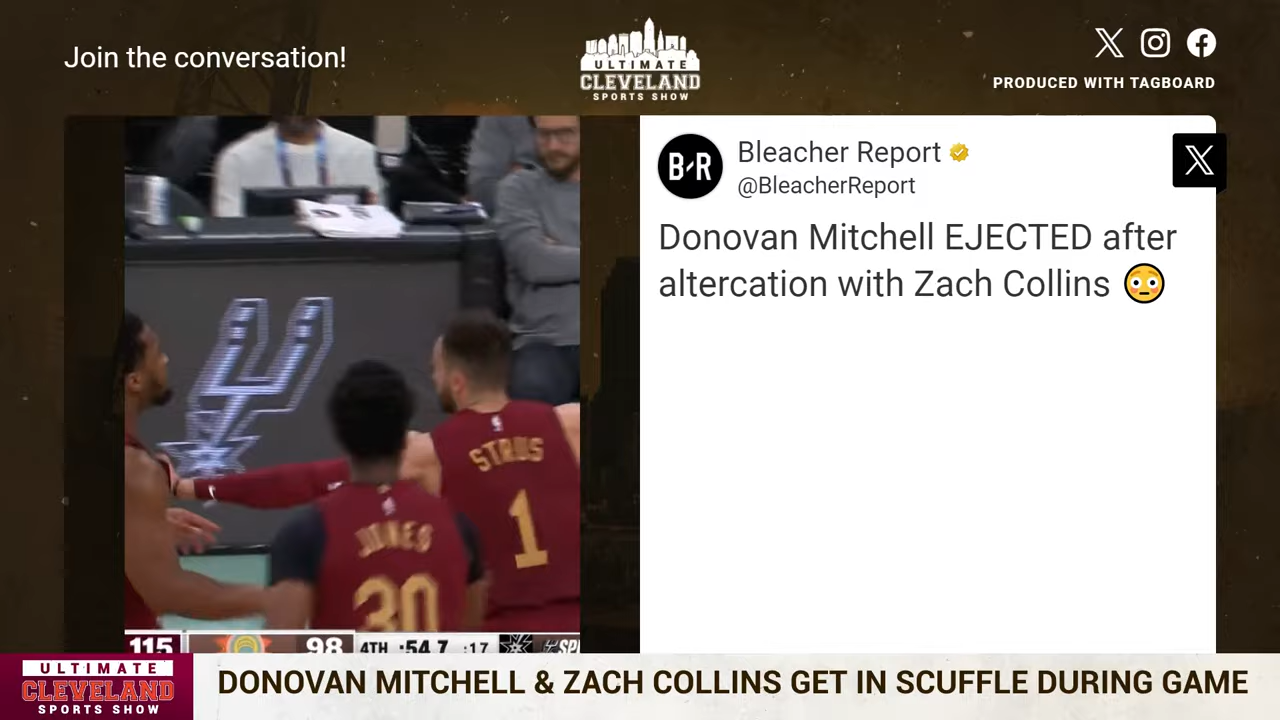 Join the conversation!
ULTIMATE
CLEVELAND
SPORTS SHOW
PRODUCED WITH TAGBOARD
B/R
Bleacher Report
@BleacherReport
Donovan Mitchell EJECTED after
altercation with Zach Collins 😳
STRUS
1
JONES
30
115 98 4TH :54.7 :17
ULTIMATE
CLEVELAND
SPORTS SHOW
DONOVAN MITCHELL & ZACH COLLINS GET IN SCUFFLE DURING GAME